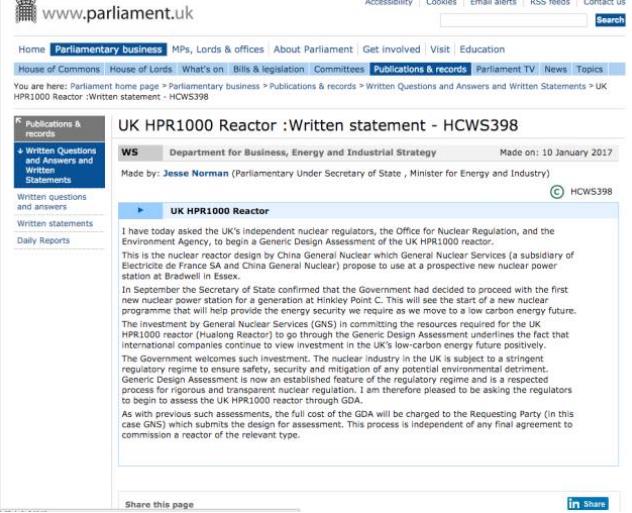 www.parliament.uk
Accessibility Cookies Email alerts RSS feeds Contact us
Search
Home Parliamentary business MPs, Lords & offices About Parliament Get involved Visit Education
House of Commons House of Lords What's on Bills & legislation Committees Publications & records Parliament TV News Topics
You are here: Parliament home page > Parliamentary business > Publications & records > Written Questions and Answers and Written Statements > UK
HPR1000 Reactor :Written statement - HCWS398
Publications &
records
Written Questions
and Answers and
Written
Statements
Written questions
and answers
Written statements
Daily Reports
UK HPR1000 Reactor :Written statement - HCWS398
WS Department for Business, Energy and Industrial Strategy Made on: 10 January 2017
Made by: Jesse Norman (Parliamentary Under Secretary of State , Minister for Energy and Industry)
C HCWS398
UK HPR1000 Reactor
I have today asked the UK's independent nuclear regulators, the Office for Nuclear Regulation, and the
Environment Agency, to begin a Generic Design Assessment of the UK HPR1000 reactor.
This is the nuclear reactor design by China General Nuclear which General Nuclear Services (a subsidiary of
Electricite de France SA and China General Nuclear) propose to use at a prospective new nuclear power
station at Bradwell in Essex.
In September the Secretary of State confirmed that the Government had decided to proceed with the first
new nuclear power station for a generation at Hinkley Point C. This will see the start of a new nuclear
programme that will help provide the energy security we require as we move to a low carbon energy future.
The investment by General Nuclear Services (GNS) in committing the resources required for the UK
HPR1000 reactor (Hualong Reactor) to go through the Generic Design Assessment underlines the fact that
international companies continue to view investment in the UK's low-carbon energy future positively.
The Government welcomes such investment. The nuclear industry in the UK is subject to a stringent
regulatory regime to ensure safety, security and mitigation of any potential environmental detriment.
Generic Design Assessment is now an established feature of the regulatory regime and is a respected
process for rigorous and transparent nuclear regulation. I am therefore pleased to be asking the regulators
to begin to assess the UK HPR1000 reactor through GDA.
As with previous such assessments, the full cost of the GDA will be charged to the Requesting Party (in this
case GNS) which submits the design for assessment. This process is independent of any final agreement to
commission a reactor of the relevant type.
Share this page
in Share